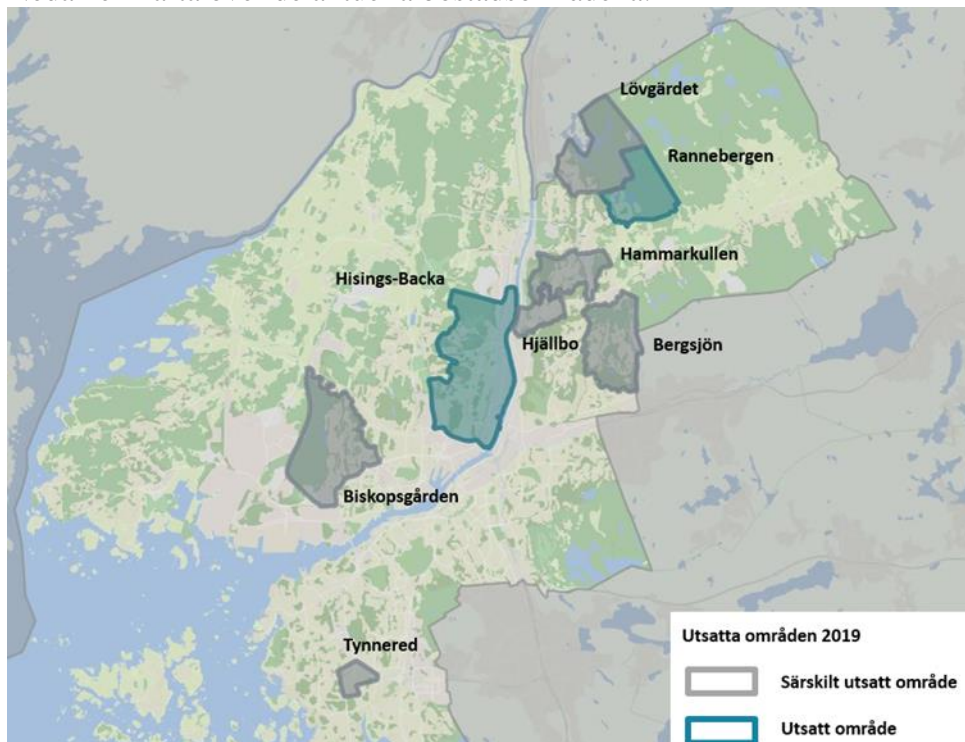 Lövgärdet
Rannebergen
Hammarkullen
Hisings-Backa
Hjällbo
Bergsjön
Biskopsgården
Tynnered
Utsatta områden 2019
Särskilt utsatt område
Utsatt område